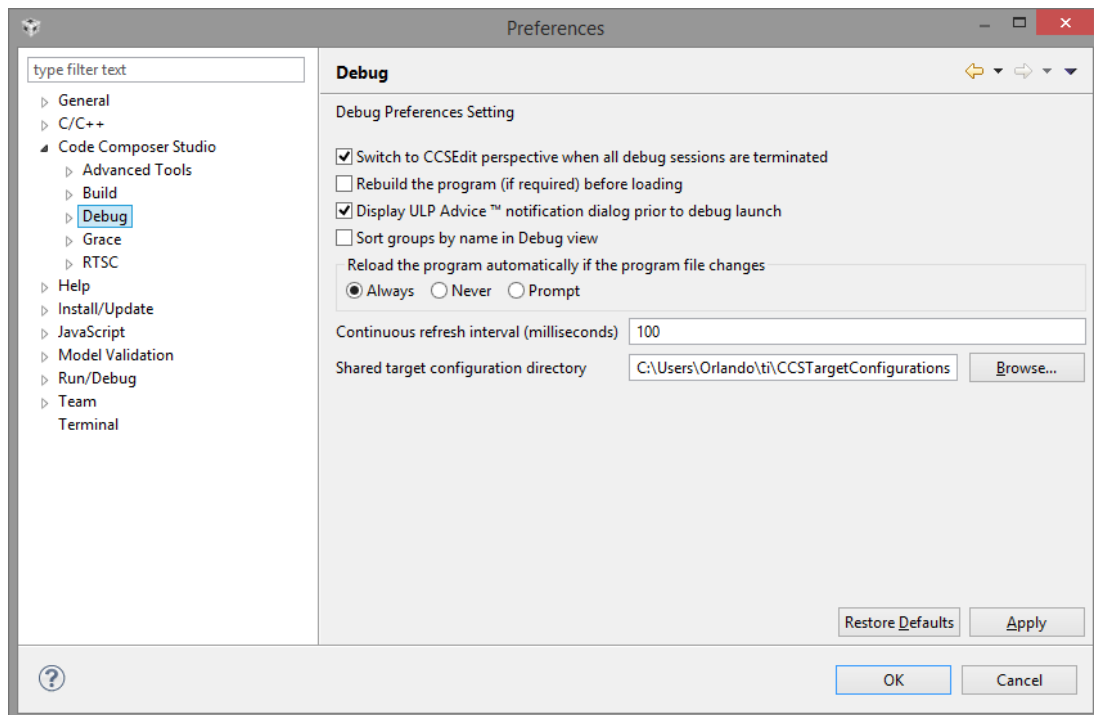 Preferences
type filter text
General
C/C++
Code Composer Studio
Advanced Tools
Build
Debug
Grace
RTSC
Help
Install/Update
JavaScript
Model Validation
Run/Debug
Team
Terminal
Debug
Debug Preferences Setting
Switch to CCSEdit perspective when all debug sessions are terminated
Rebuild the program (if required) before loading
Display ULP Advice ™ notification dialog prior to debug launch
Sort groups by name in Debug view
Reload the program automatically if the program file changes
Always Never Prompt
Continuous refresh interval (milliseconds) 100
Shared target configuration directory C:\Users\Orlando\ti\CCSTargetConfigurations Browse...
Restore Defaults Apply
? OK Cancel